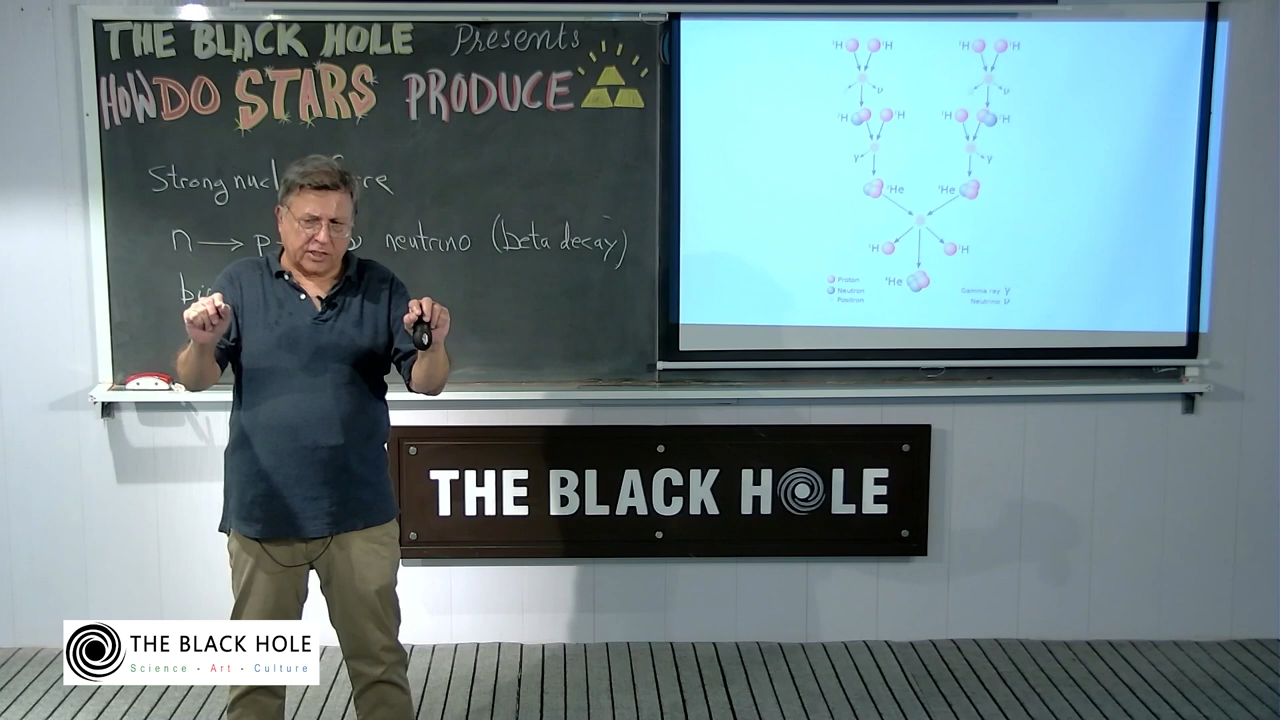 THE BLACK HOLE Presents
HOW DO STARS PRODUCE
Strong nucl
n → p
neutrino (beta decay)
¹H ¹H ¹H ¹H
ν ν
H ¹H ¹H H
γ γ
³He ³He
¹H ¹H
⁴He
Proton
Neutron
Positron
Gamma ray γ
Neutrino ν
THE BLACK HOLE
THE BLACK HOLE
Science - Art - Culture